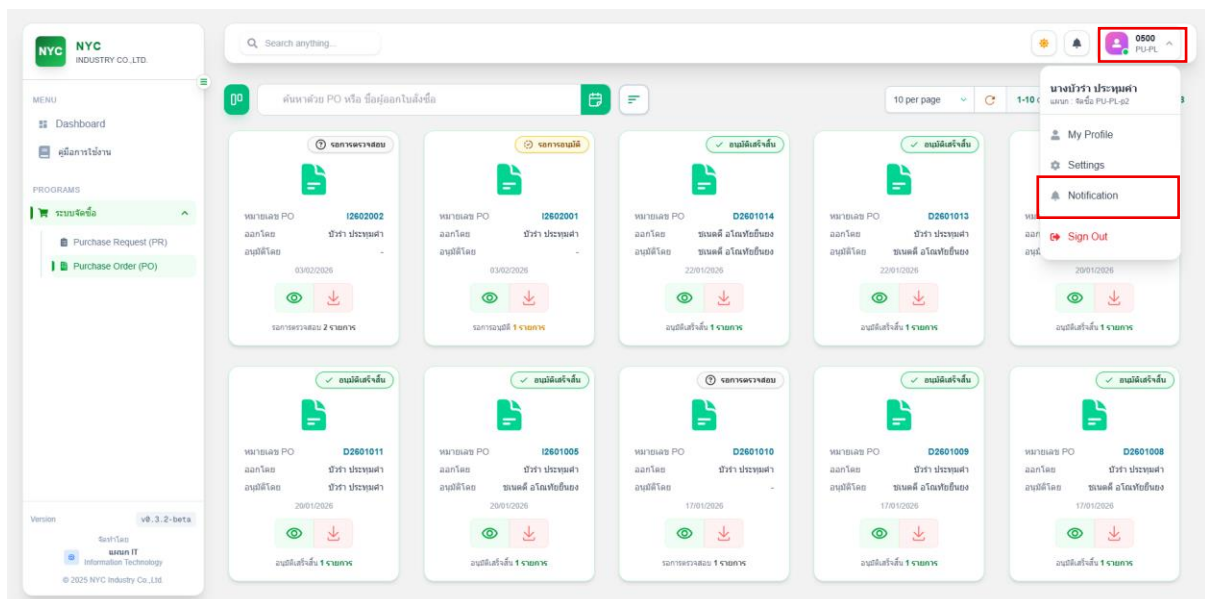 NYC
NYC
INDUSTRY CO.,LTD.
Search anything...
0500
PU-PL
MENU
Dashboard
คู่มือการใช้งาน
PROGRAMS
ระบบจัดซื้อ
Purchase Request (PR)
Purchase Order (PO)
Version v0.3.2-beta
จัดทำโดย
แผนก IT
Information Technology
© 2025 NYC Industry Co.,Ltd.
ค้นหาด้วย PO หรือ ชื่อผู้ออกใบสั่งซื้อ
10 per page
1-10
นางบัวรำ ประทุมคำ
แผนก : จัดซื้อ PU-PL-p2
My Profile
Settings
Notification
Sign Out
รอการตรวจสอบ
หมายเลข PO I2602002
ออกโดย บัวรำ ประทุมคำ
อนุมัติโดย -
03/02/2026
รอการตรวจสอบ 2 รายการ
รอการอนุมัติ
หมายเลข PO I2602001
ออกโดย บัวรำ ประทุมคำ
อนุมัติโดย -
03/02/2026
รอการอนุมัติ 1 รายการ
อนุมัติเสร็จสิ้น
หมายเลข PO D2601014
ออกโดย บัวรำ ประทุมคำ
อนุมัติโดย
22/01/2026
อนุมัติเสร็จสิ้น 1 รายการ
อนุมัติเสร็จสิ้น
หมายเลข PO D2601013
ออกโดย บัวรำ ประทุมคำ
อนุมัติโดย
22/01/2026
อนุมัติเสร็จสิ้น 1 รายการ
20/01/2026
อนุมัติเสร็จสิ้น 1 รายการ
อนุมัติเสร็จสิ้น
หมายเลข PO D2601011
ออกโดย บัวรำ ประทุมคำ
อนุมัติโดย บัวรำ ประทุมคำ
20/01/2026
อนุมัติเสร็จสิ้น 1 รายการ
อนุมัติเสร็จสิ้น
หมายเลข PO I2601005
ออกโดย บัวรำ ประทุมคำ
อนุมัติโดย
20/01/2026
อนุมัติเสร็จสิ้น 1 รายการ
รอการตรวจสอบ
หมายเลข PO D2601010
ออกโดย บัวรำ ประทุมคำ
อนุมัติโดย -
17/01/2026
รอการตรวจสอบ 1 รายการ
อนุมัติเสร็จสิ้น
หมายเลข PO D2601009
ออกโดย บัวรำ ประทุมคำ
อนุมัติโดย
17/01/2026
อนุมัติเสร็จสิ้น 1 รายการ
อนุมัติเสร็จสิ้น
หมายเลข PO D2601008
ออกโดย บัวรำ ประทุมคำ
อนุมัติโดย
17/01/2026
อนุมัติเสร็จสิ้น 1 รายการ